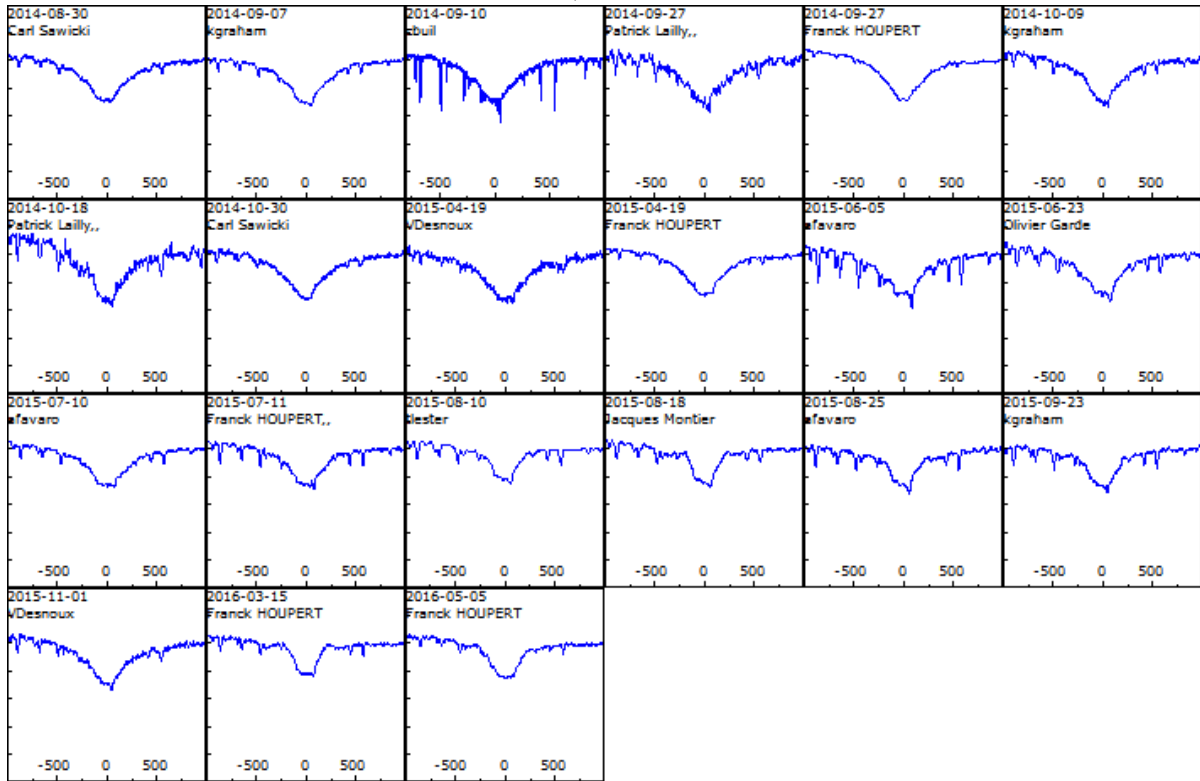 2014-08-30
Carl Sawicki
-500 0 500
2014-09-07
kgraham
-500 0 500
2014-09-10
cbuil
-500 0 500
2014-09-27
Patrick Lailly,,
-500 0 500
2014-09-27
Franck HOUPERT
-500 0 500
2014-10-09
kgraham
-500 0 500
2014-10-18
Patrick Lailly,,
-500 0 500
2014-10-30
Carl Sawicki
-500 0 500
2015-04-19
VDesnoux
-500 0 500
2015-04-19
Franck HOUPERT
-500 0 500
2015-06-05
afavaro
-500 0 500
2015-06-23
Olivier Garde
-500 0 500
2015-07-10
afavaro
-500 0 500
2015-07-11
Franck HOUPERT,,
-500 0 500
2015-08-10
tlester
-500 0 500
2015-08-18
Jacques Montier
-500 0 500
2015-08-25
afavaro
-500 0 500
2015-09-23
kgraham
-500 0 500
2015-11-01
VDesnoux
-500 0 500
2016-03-15
Franck HOUPERT
-500 0 500
2016-05-05
Franck HOUPERT
-500 0 500